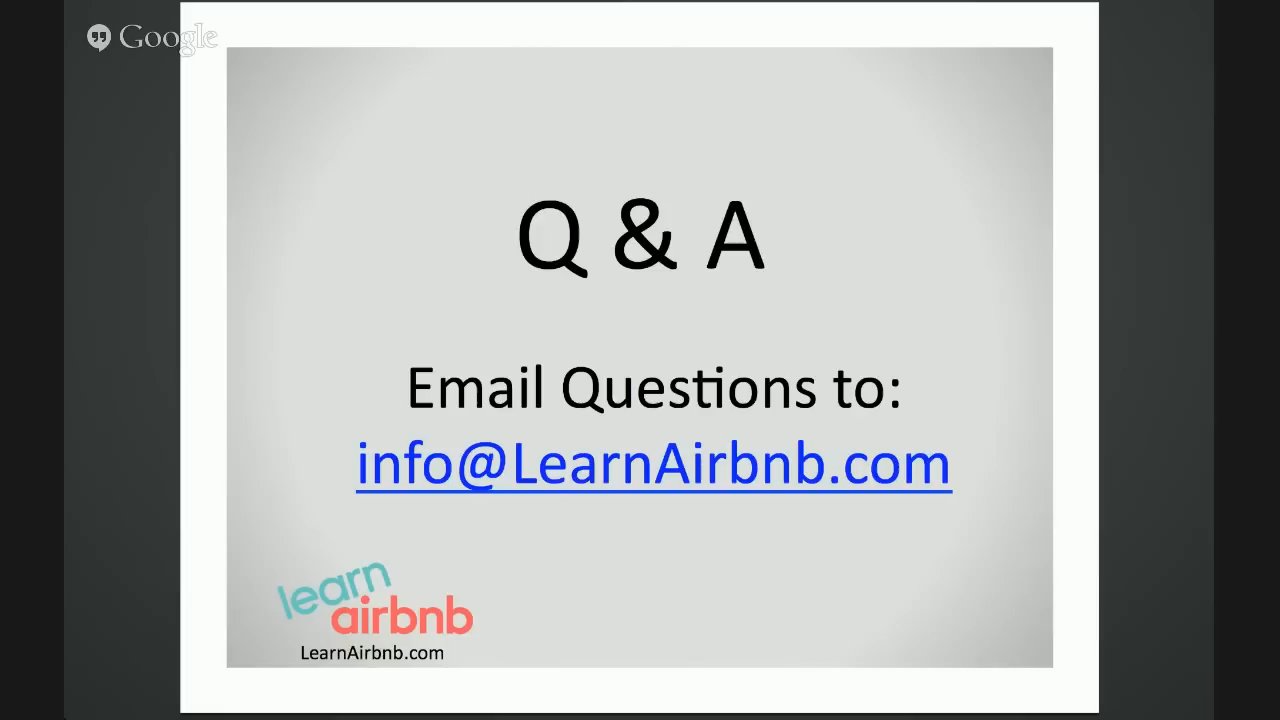 Google
Q & A
Email Questions to:
info@LearnAirbnb.com
learn
airbnb
LearnAirbnb.com